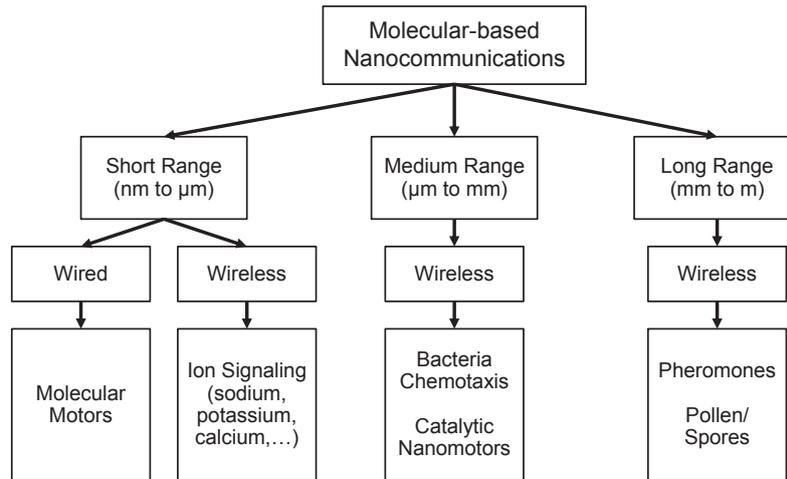 Molecular-based
Nanocommunications
Short Range
(nm to µm)
Medium Range
(µm to mm)
Long Range
(mm to m)
Wired
Wireless
Wireless
Wireless
Molecular
Motors
Ion Signaling
(sodium,
potassium,
calcium,…)
Bacteria
Chemotaxis
Catalytic
Nanomotors
Pheromones
Pollen/
Spores